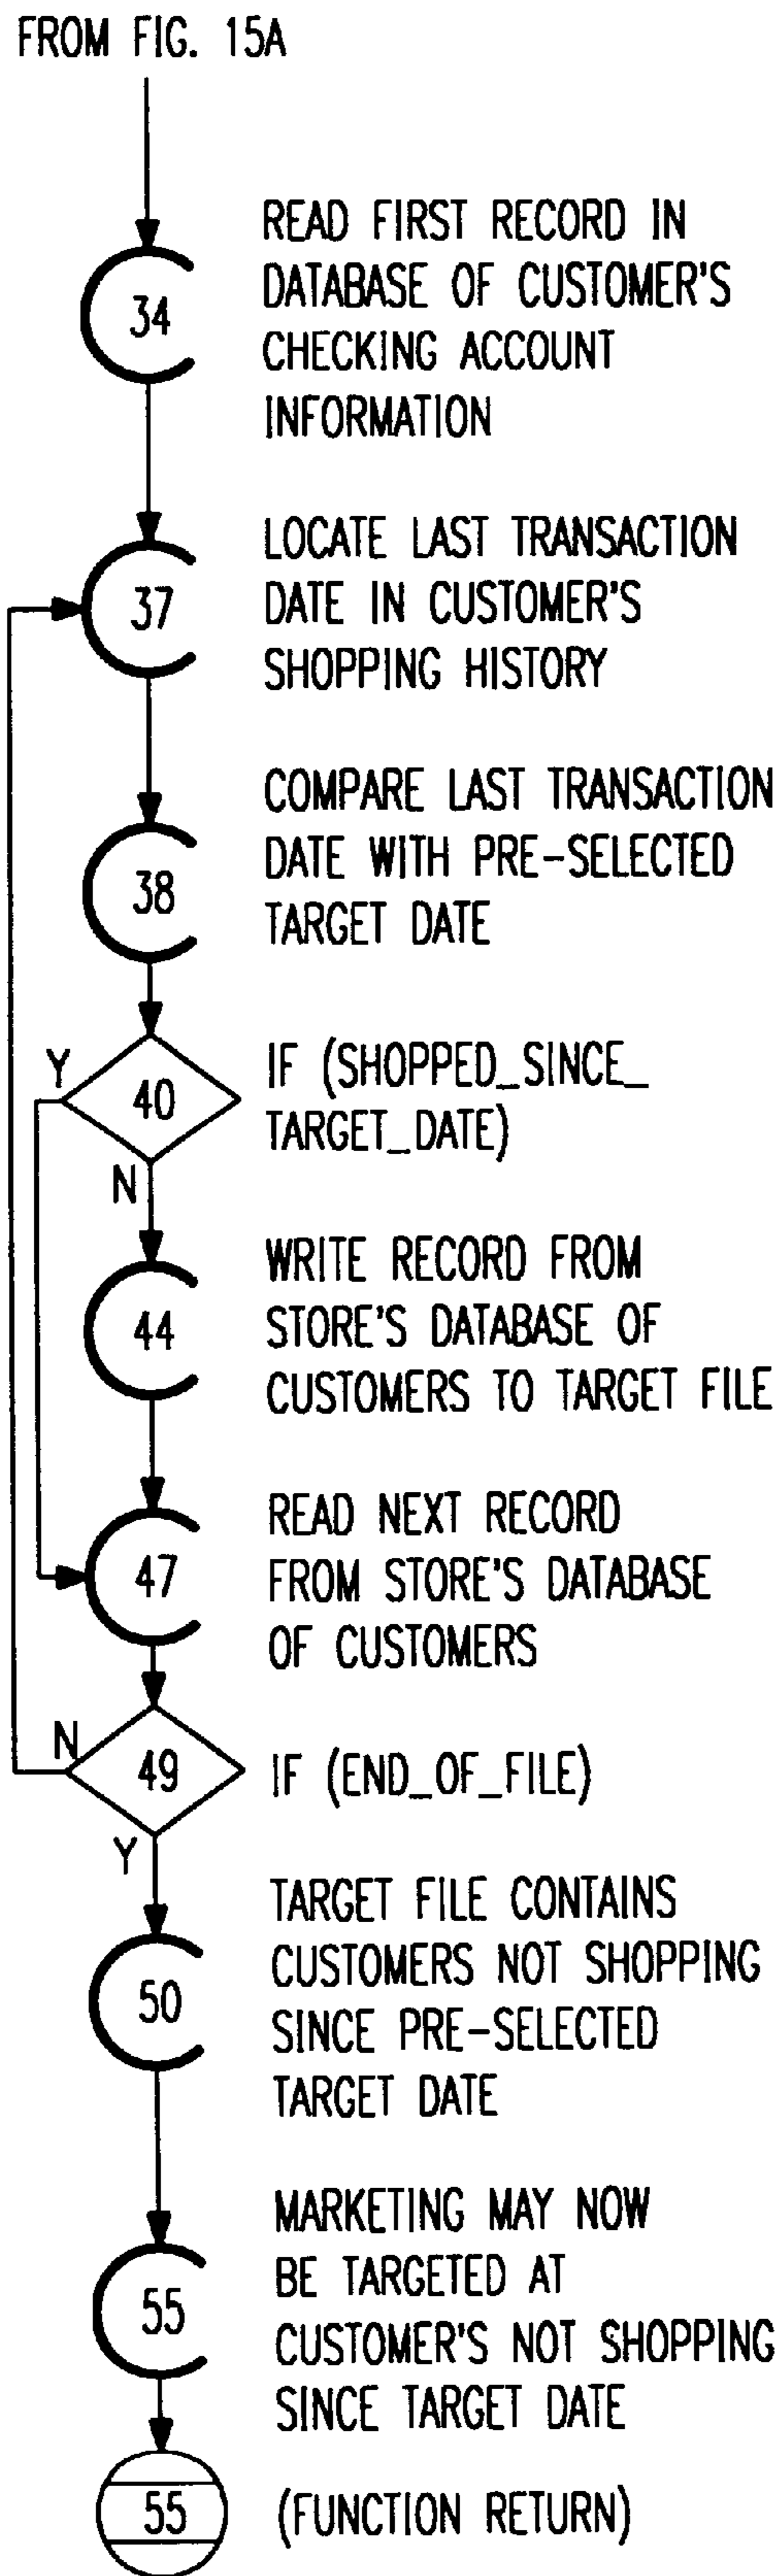 FROM FIG. 15A
34
READ FIRST RECORD IN
DATABASE OF CUSTOMER'S
CHECKING ACCOUNT
INFORMATION
37
LOCATE LAST TRANSACTION
DATE IN CUSTOMER'S
SHOPPING HISTORY
38
COMPARE LAST TRANSACTION
DATE WITH PRE-SELECTED
TARGET DATE
Y
40
N
IF (SHOPPED_SINCE_
TARGET_DATE)
44
WRITE RECORD FROM
STORE'S DATABASE OF
CUSTOMERS TO TARGET FILE
47
READ NEXT RECORD
FROM STORE'S DATABASE
OF CUSTOMERS
N
49
Y
IF (END_OF_FILE)
50
TARGET FILE CONTAINS
CUSTOMERS NOT SHOPPING
SINCE PRE-SELECTED
TARGET DATE
55
MARKETING MAY NOW
BE TARGETED AT
CUSTOMER'S NOT SHOPPING
SINCE TARGET DATE
55
(FUNCTION RETURN)